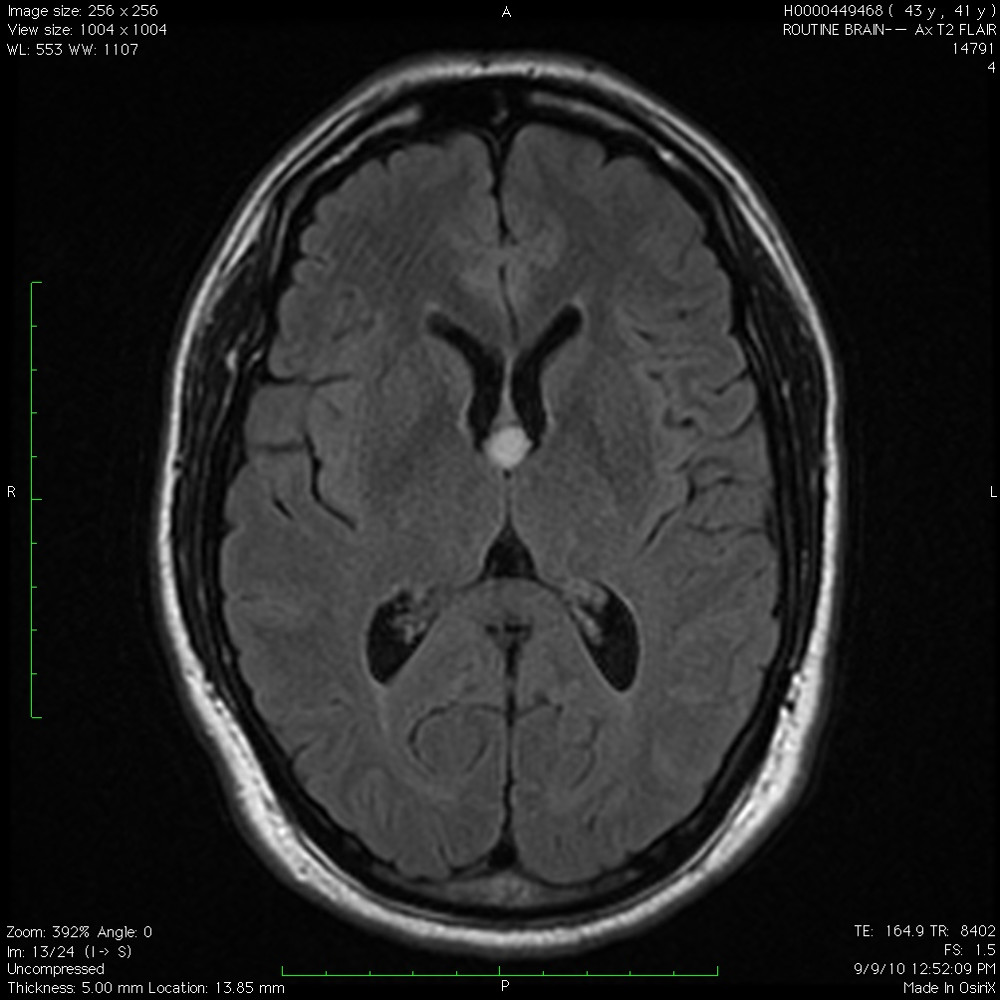 Image size: 256 x 256
View size: 1004 x 1004
WL: 553 WW: 1107
A
H0000449468 ( 43 y , 41 y )
ROUTINE BRAIN-— Ax T2 FLAIR
14791
4
R
L
Zoom: 392% Angle: 0
Im: 13/24 (I -> S)
Uncompressed
Thickness: 5.00 mm Location: 13.85 mm
P
TE: 164.9 TR: 8402
FS: 1.5
9/9/10 12:52:09 PM
Made In OsiriX